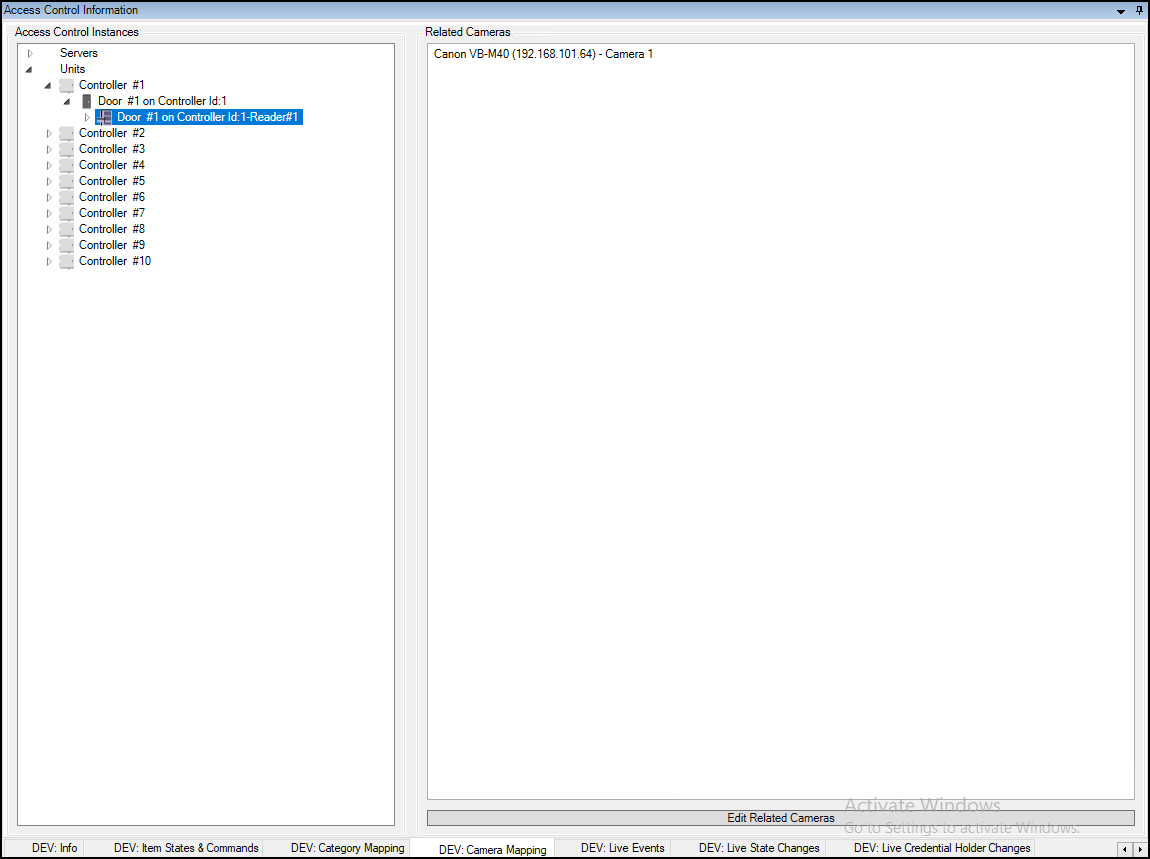 Access Control Information
Access Control Instances
Servers
Units
Controller #1
Door #1 on Controller Id:1
Door #1 on Controller Id:1-Reader#1
Controller #2
Controller #3
Controller #4
Controller #5
Controller #6
Controller #7
Controller #8
Controller #9
Controller #10
Related Cameras
Canon VB-M40 (192.168.101.64) - Camera 1
Activate Windows
Edit Related Cameras
Go to Settings to activate Windows.
DEV: Info
DEV: Item States & Commands
DEV: Category Mapping
DEV: Camera Mapping
DEV: Live Events
DEV: Live State Changes
DEV: Live Credential Holder Changes